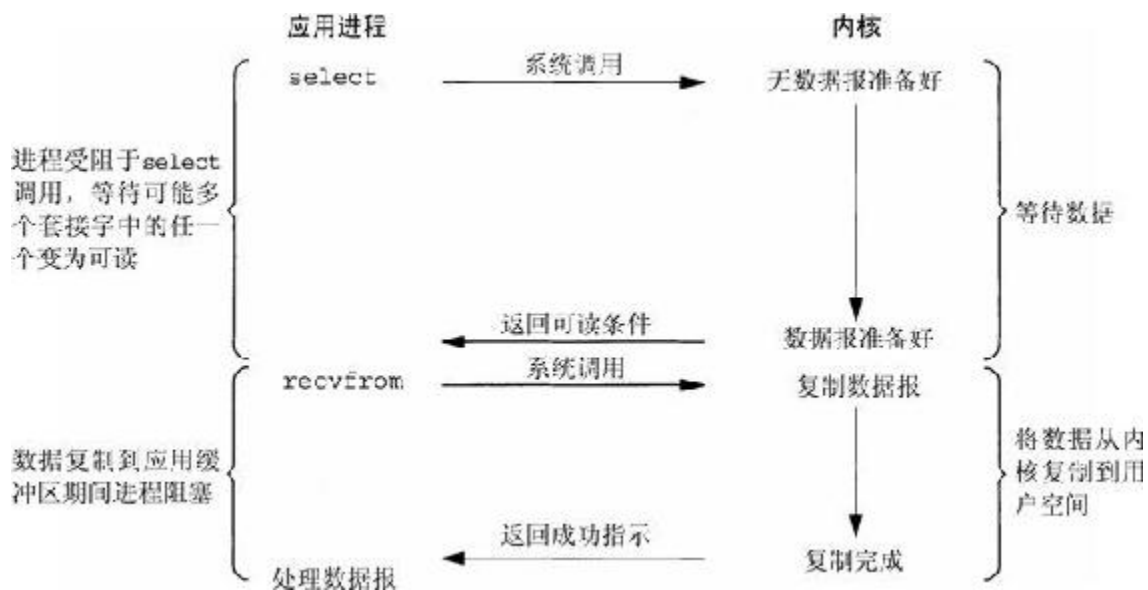 应用进程
内核
select
系统调用
无数据报准备好
进程受阻于select
调用，等待可能多
个套接字中的任一
个变为可读
等待数据
返回可读条件
数据报准备好
recvfrom
系统调用
复制数据报
数据复制到应用缓
冲区期间进程阻塞
将数据从内
核复制到用
户空间
返回成功指示
复制完成
处理数据报